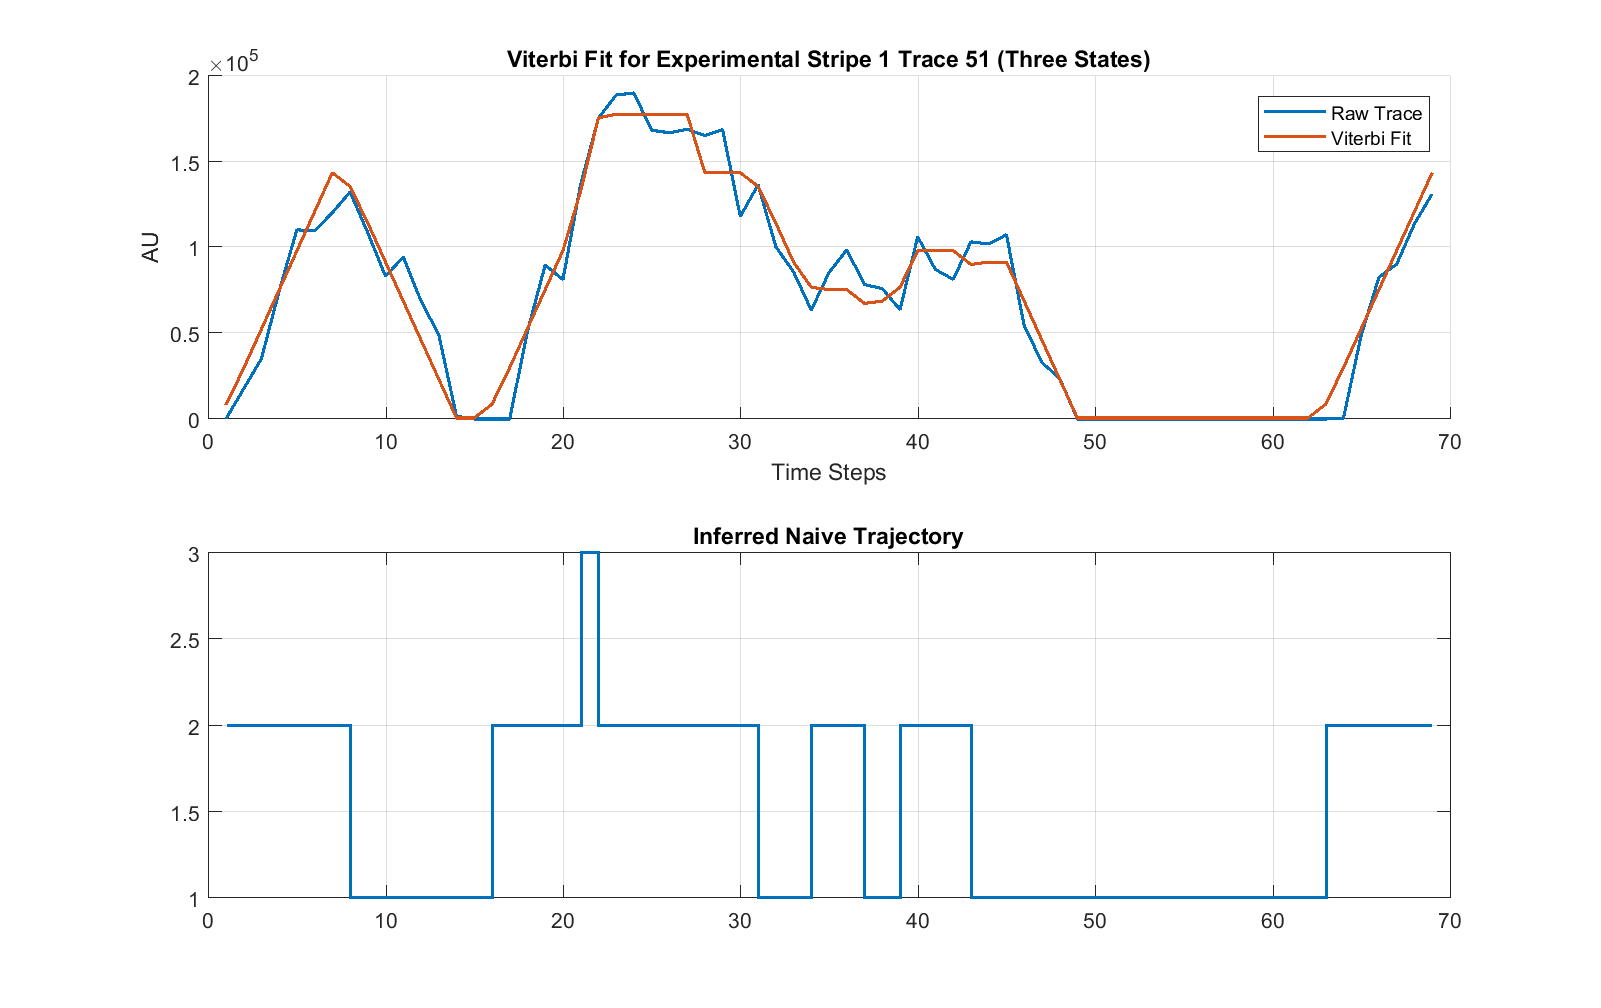 Viterbi Fit for Experimental Stripe 1 Trace 51 (Three States)
×10⁵
2
1.5
1
0.5
0
AU
Raw Trace
Viterbi Fit
0 10 20 30 40 50 60 70
Time Steps
Inferred Naive Trajectory
3
2.5
2
1.5
1
0 10 20 30 40 50 60 70